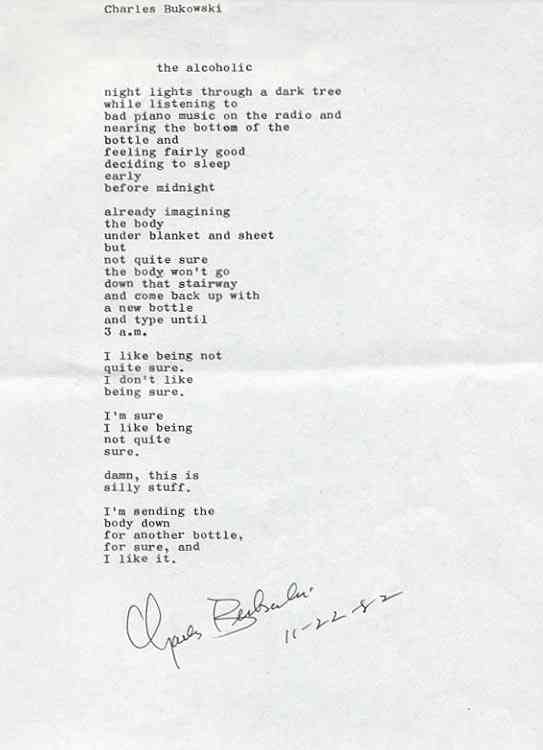 Charles Bukowski
the alcoholic
night lights through a dark tree
while listening to
bad piano music on the radio and
nearing the bottom of the
bottle and
feeling fairly good
deciding to sleep
early
before midnight
already imagining
the body
under blanket and sheet
but
not quite sure
the body won't go
down that stairway
and come back up with
a new bottle
and type until
3 a.m.
I like being not
quite sure.
I don't like
being sure.
I'm sure
I like being
not quite
sure.
damn, this is
silly stuff.
I'm sending the
body down
for another bottle,
for sure, and
I like it.
Charles Bukowski
11-22-82